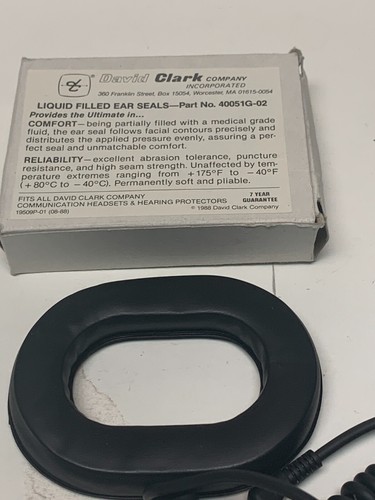 David Clark COMPANY
INCORPORATED
360 Franklin Street, Box 15054, Worcester, MA 01615-0054
LIQUID FILLED EAR SEALS—Part No. 40051G-02
Provides the Ultimate in...
COMFORT—being partially filled with a medical grade
fluid, the ear seal follows facial contours precisely and
distributes the applied pressure evenly, assuring a per-
fect seal and unmatchable comfort.
RELIABILITY—excellent abrasion tolerance, puncture
resistance, and high seam strength. Unaffected by tem-
perature extremes ranging from +175°F to −40°F
(+80°C to −40°C). Permanently soft and pliable.
FITS ALL DAVID CLARK COMPANY
COMMUNICATION HEADSETS & HEARING PROTECTORS
7 YEAR
GUARANTEE
19509P-01 (08-88)
© 1988 David Clark Company